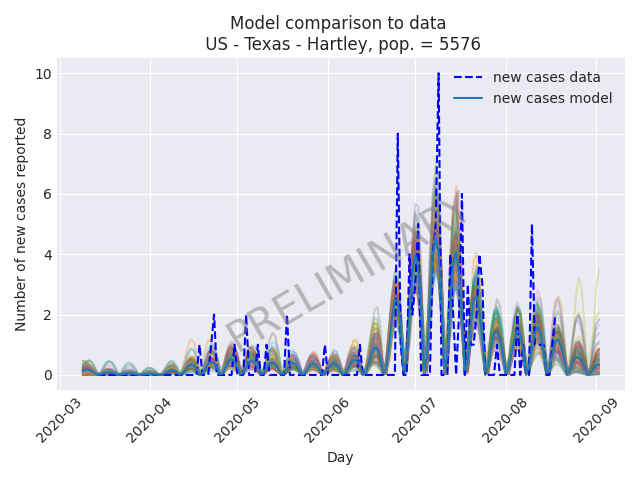 Model comparison to data
US - Texas - Hartley, pop. = 5576
new cases data
new cases model
PRELIMINARY
Number of new cases reported
10
8
6
4
2
0
2020-03
2020-04
2020-05
2020-06
2020-07
2020-08
2020-09
Day